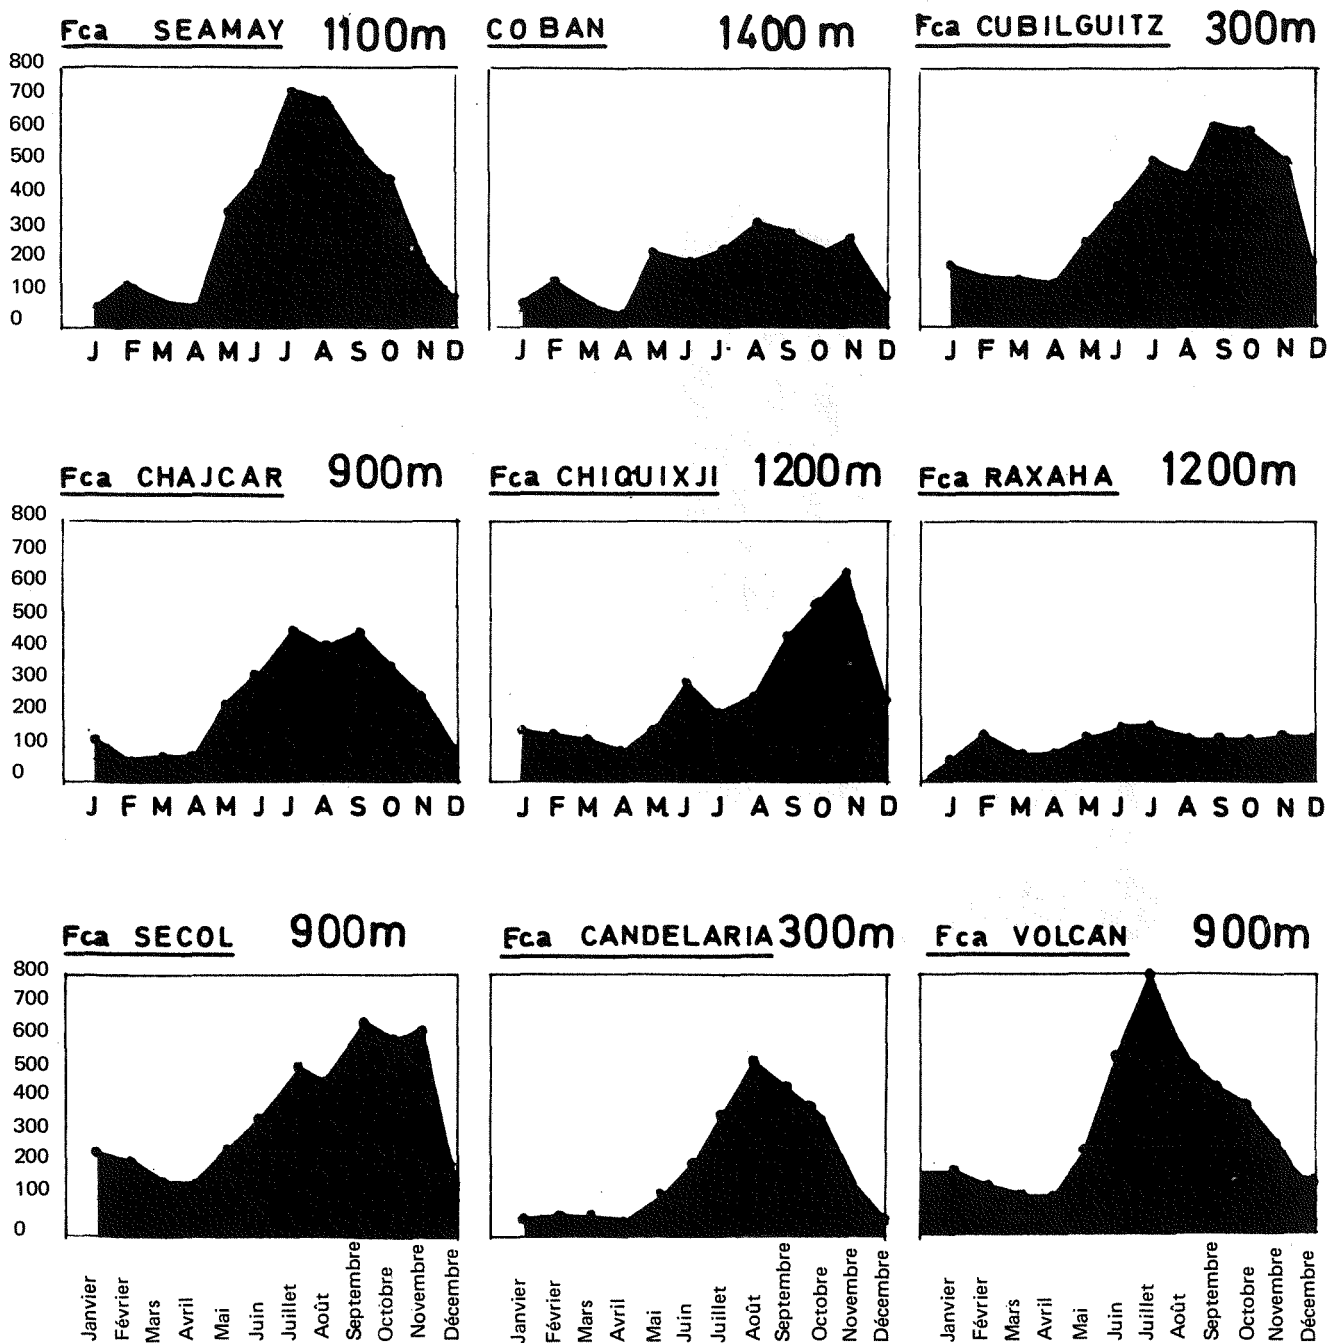 Fca SEAMAY 1100m
COBAN 1400 m
Fca CUBILGUITZ 300m
800
700
600
500
400
300
200
100
0
J F M A M J J A S O N D
J F M A M J J A S O N D
J F M A M J J A S O N D
Fca CHAJCAR 900m
Fca CHIQUIXJI 1200m
Fca RAXAHA 1200m
800
700
600
500
400
300
200
100
0
J F M A M J J A S O N D
J F M A M J J A S O N D
J F M A M J J A S O N D
Fca SECOL 900m
Fca CANDELARIA 300m
Fca VOLCÁN 900m
800
700
600
500
400
300
200
100
0
Janvier Février Mars Avril Mai Juin Juillet Août Septembre Octobre Novembre Décembre
Janvier Février Mars Avril Mai Juin Juillet Août Septembre Octobre Novembre Décembre
Janvier Février Mars Avril Mai Juin Juillet Août Septembre Octobre Novembre Décembre